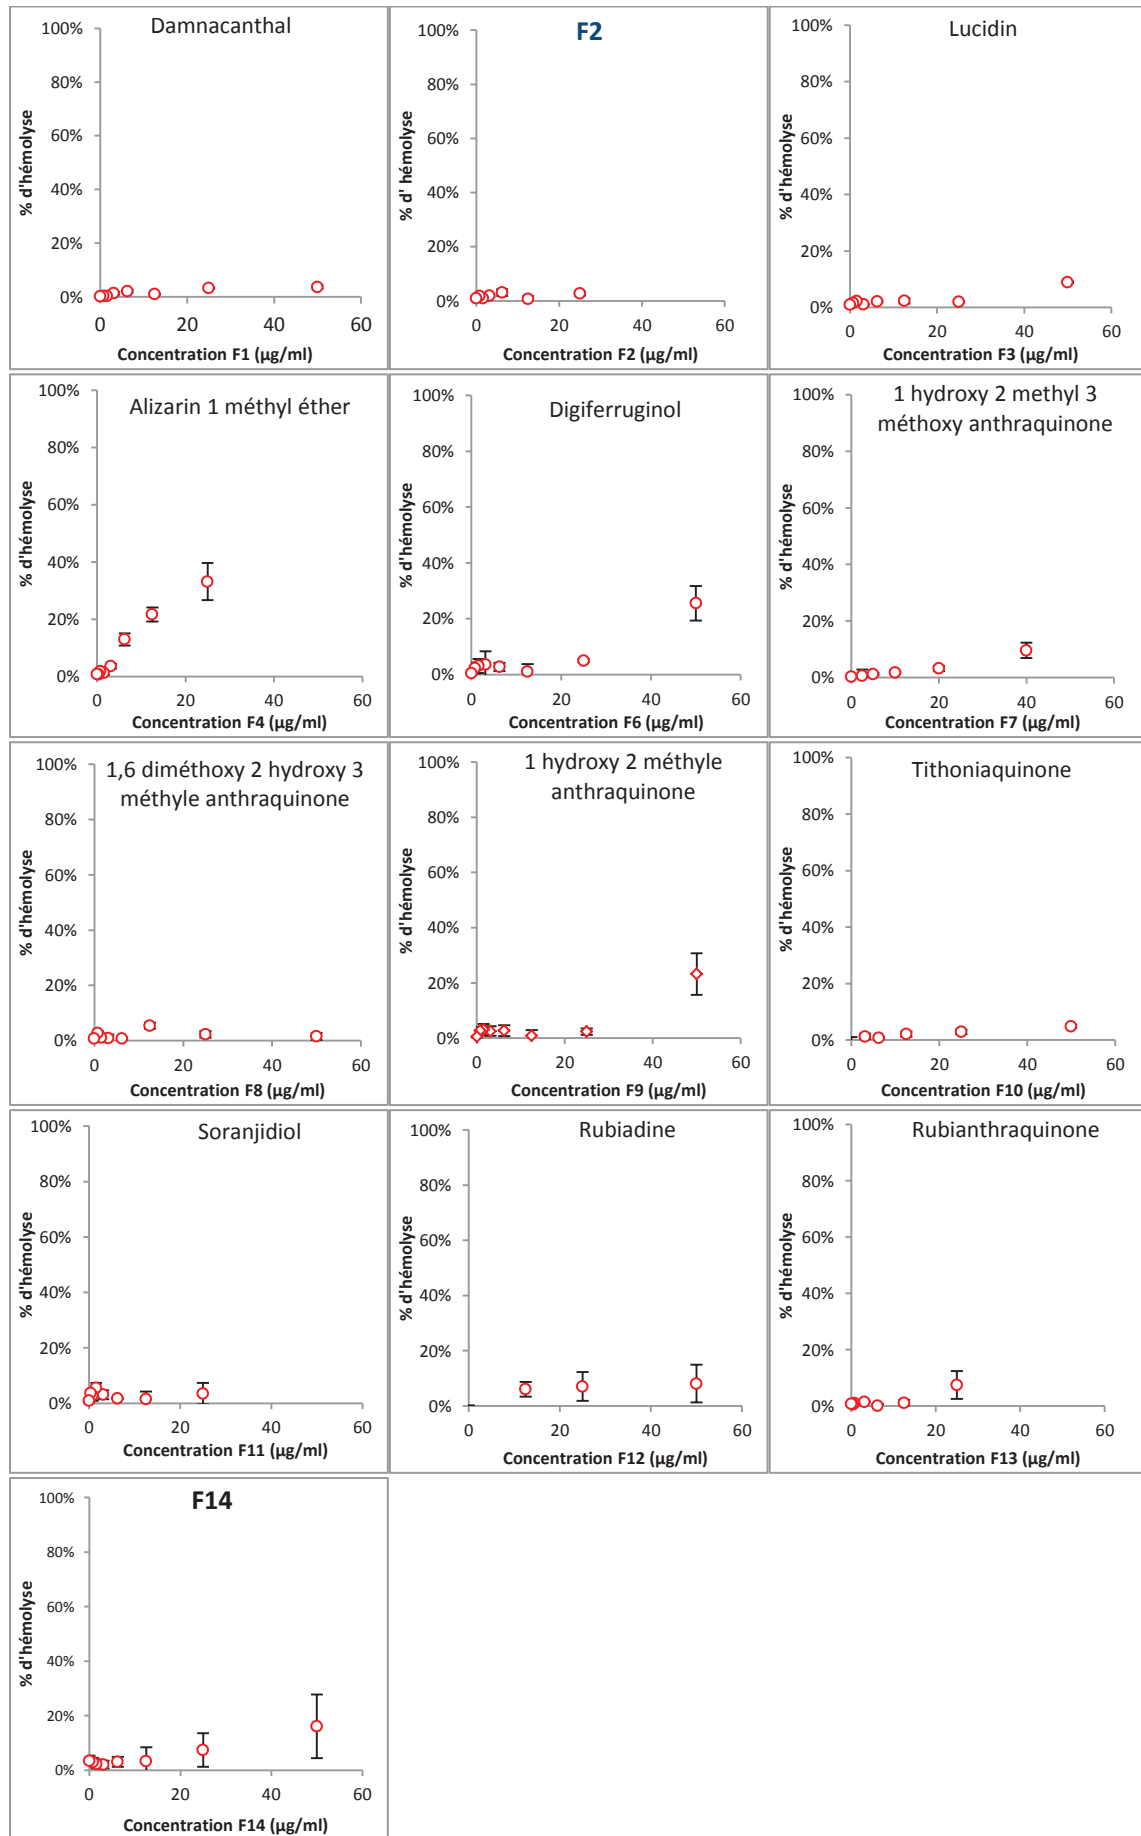 Damnacanthal
100%
80%
60%
40%
20%
0%
% d'hémolyse
0 20 40 60
Concentration F1 (µg/ml)
F2
100%
80%
60%
40%
20%
0%
% d' hémolyse
0 20 40 60
Concentration F2 (µg/ml)
Lucidin
100%
80%
60%
40%
20%
0%
% d'hémolyse
0 20 40 60
Concentration F3 (µg/ml)
Alizarin 1 méthyl éther
100%
80%
60%
40%
20%
0%
% d'hémolyse
0 20 40 60
Concentration F4 (µg/ml)
Digiferruginol
100%
80%
60%
40%
20%
0%
% d'hémolyse
0 20 40 60
Concentration F6 (µg/ml)
1 hydroxy 2 methyl 3
méthoxy anthraquinone
100%
80%
60%
40%
20%
0%
% d'hémolyse
0 20 40 60
Concentration F7 (µg/ml)
1,6 diméthoxy 2 hydroxy 3
méthyle anthraquinone
100%
80%
60%
40%
20%
0%
% d'hémolyse
0 20 40 60
Concentration F8 (µg/ml)
1 hydroxy 2 méthyle
anthraquinone
100%
80%
60%
40%
20%
0%
% d'hémolyse
0 20 40 60
Concentration F9 (µg/ml)
Tithoniaquinone
100%
80%
60%
40%
20%
0%
% d'hémolyse
0 20 40 60
Concentration F10 (µg/ml)
Soranjidiol
100%
80%
60%
40%
20%
0%
% d'hémolyse
0 20 40 60
Concentration F11 (µg/ml)
Rubiadine
100%
80%
60%
40%
20%
0%
% d'hémolyse
0 20 40 60
Concentration F12 (µg/ml)
Rubianthraquinone
100%
80%
60%
40%
20%
0%
% d'hémolyse
0 20 40 60
Concentration F13 (µg/ml)
F14
100%
80%
60%
40%
20%
0%
% d'hémolyse
0 20 40 60
Concentration F14 (µg/ml)